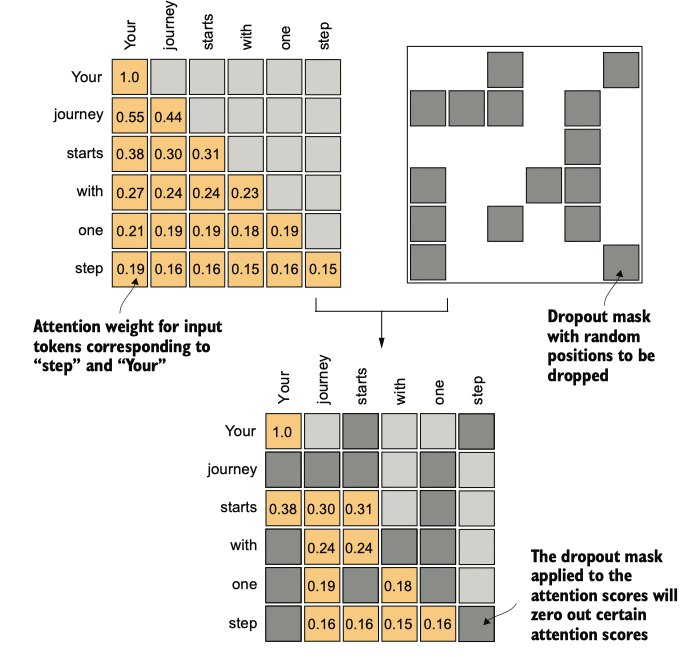 Your journey starts with one step
Your 1.0
journey 0.55 0.44
starts 0.38 0.30 0.31
with 0.27 0.24 0.24 0.23
one 0.21 0.19 0.19 0.18 0.19
step 0.19 0.16 0.16 0.15 0.16 0.15
Attention weight for input
tokens corresponding to
“step” and “Your”
Dropout mask
with random
positions to be
dropped
Your journey starts with one step
Your 1.0
journey
starts 0.38 0.30 0.31
with 0.24 0.24
one 0.19 0.18
step 0.16 0.16 0.15 0.16
The dropout mask
applied to the
attention scores will
zero out certain
attention scores